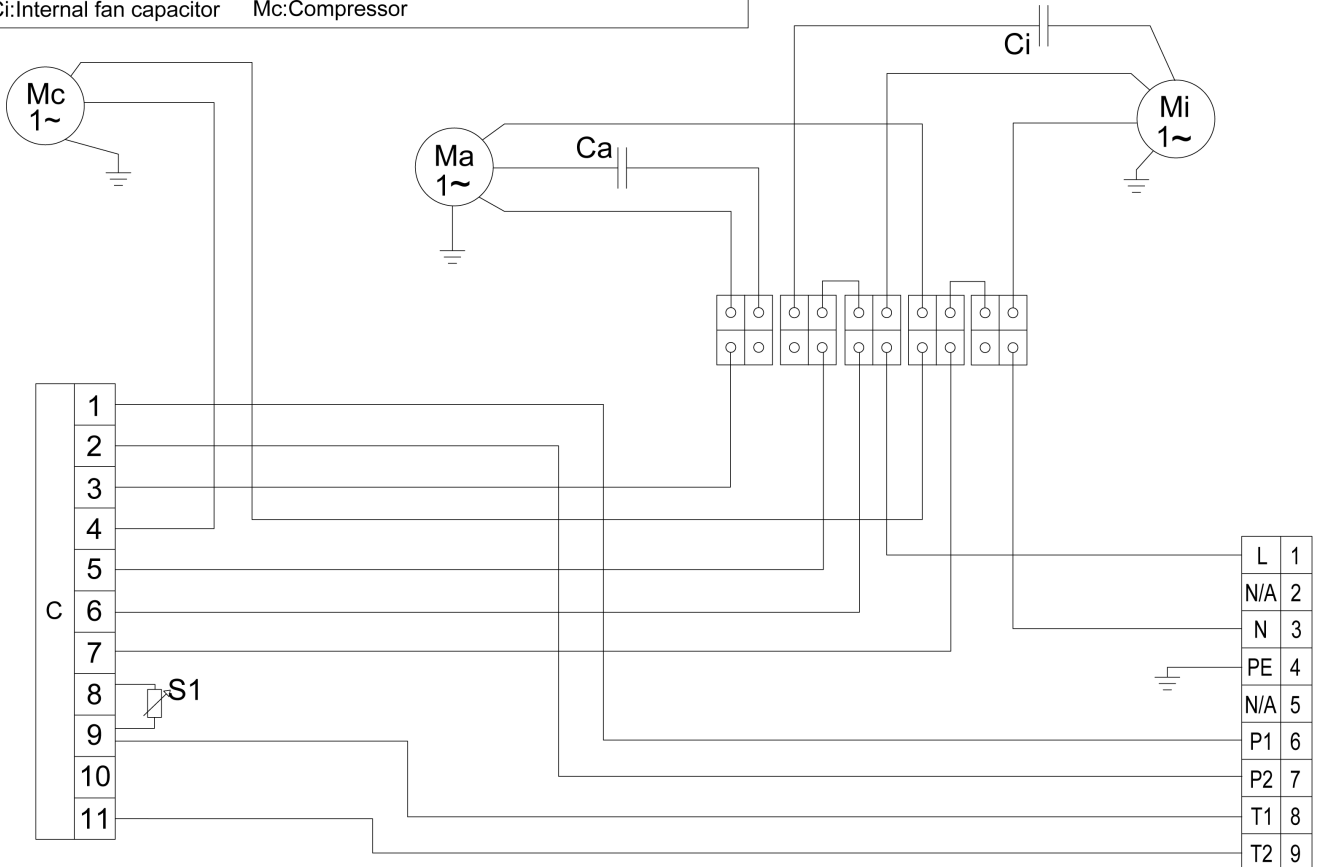 Ci:Internal fan capacitor Mc:Compressor
Ci
Mc
1~
Mi
1~
Ma
1~
Ca
1
2
3
4
5
C
6
7
8
S1
9
10
11
L 1
N/A 2
N 3
PE 4
N/A 5
P1 6
P2 7
T1 8
T2 9